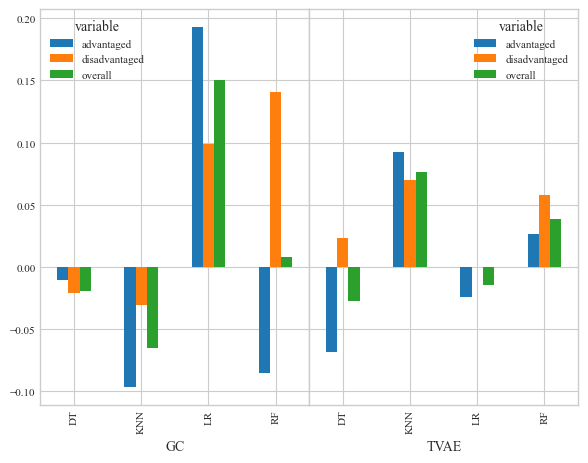 0.20
0.15
0.10
0.05
0.00
−0.05
−0.10
variable
advantaged
disadvantaged
overall
variable
advantaged
disadvantaged
overall
DT
KNN
LR
RF
DT
KNN
LR
RF
GC
TVAE